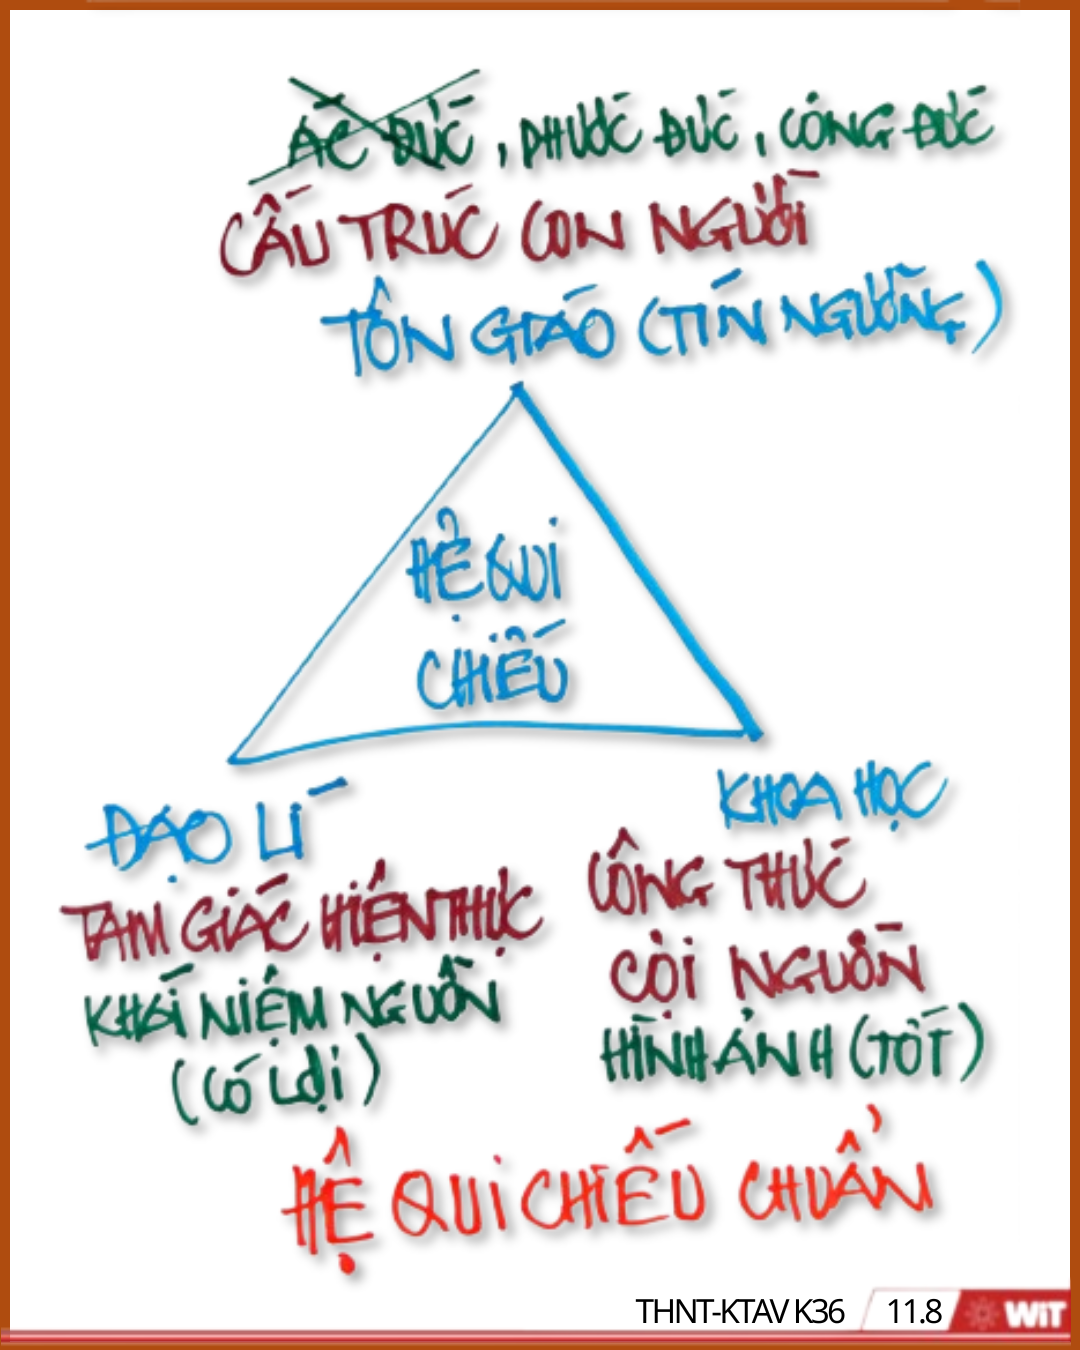 ÁC ĐỨC, PHƯỚC ĐỨC, CÔNG ĐỨC
CẤU TRÚC CON NGƯỜI
TÔN GIÁO (TÍN NGƯỠNG)
HỆ QUI
CHIẾU
ĐẠO LÍ
KHOA HỌC
TAM GIÁC HIỆN THỰC
KHÁI NIỆM NGUỒN
(CÓ LỢI)
CÔNG THỨC
CỘI NGUỒN
HÌNH ẢNH (TỐT)
HỆ QUI CHIẾU CHUẨN
THNT-KTAV K36 11.8 WiT